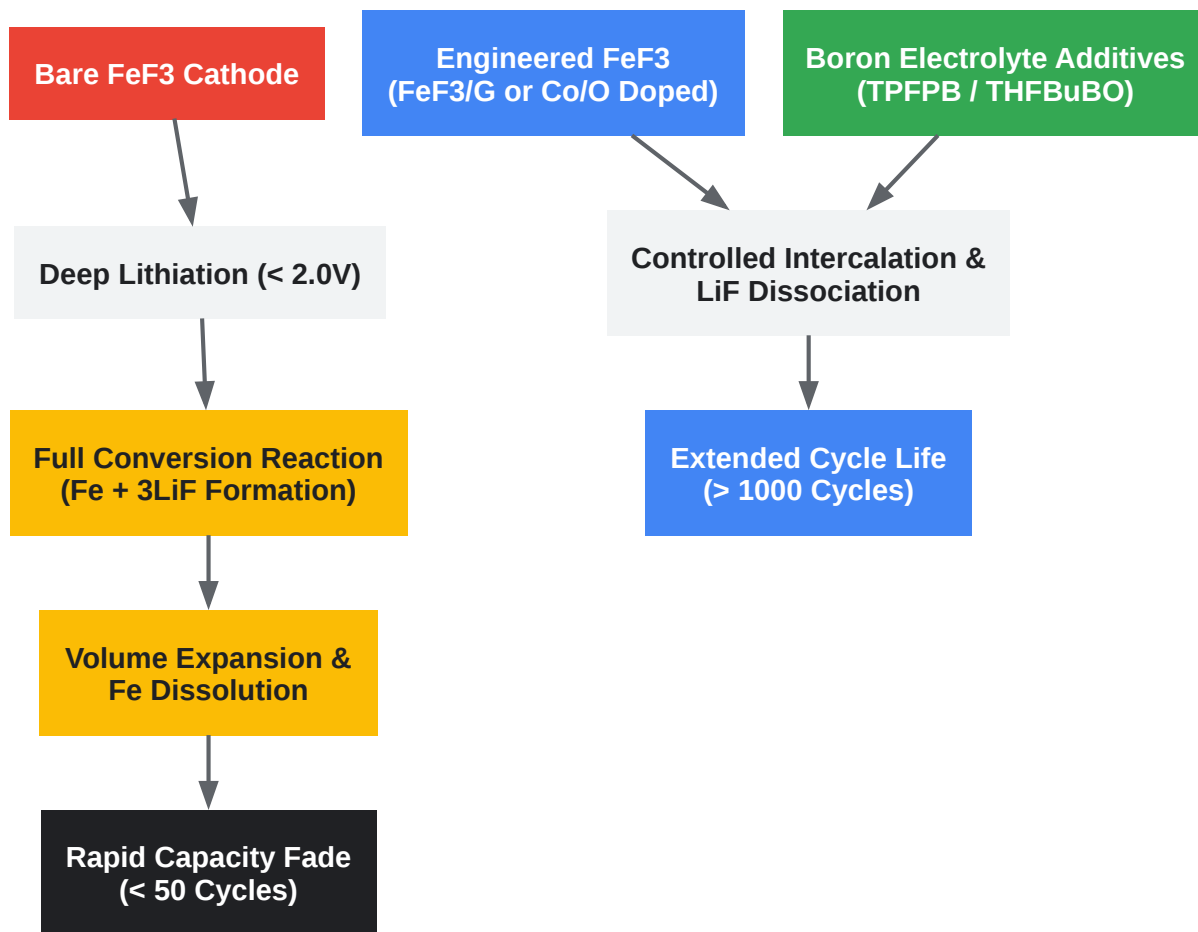 Bare FeF3 Cathode
Engineered FeF3
(FeF3/G or Co/O Doped)
Boron Electrolyte Additives
(TPFPB / THFBuBO)
Deep Lithiation (< 2.0V)
Controlled Intercalation &
LiF Dissociation
Full Conversion Reaction
(Fe + 3LiF Formation)
Extended Cycle Life
(> 1000 Cycles)
Volume Expansion &
Fe Dissolution
Rapid Capacity Fade
(< 50 Cycles)